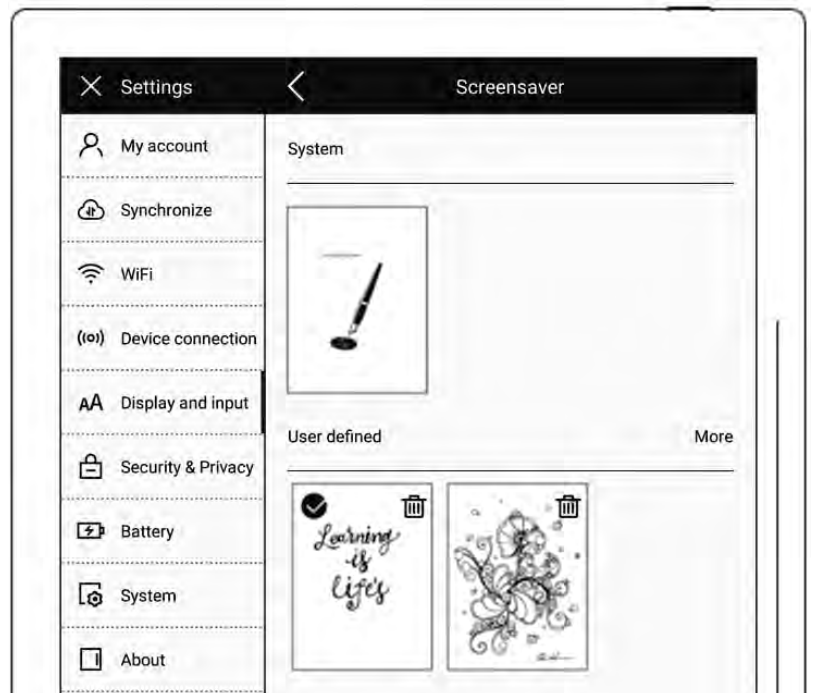 Settings
Screensaver
My account
Synchronize
WiFi
Device connection
AA Display and input
Security & Privacy
Battery
System
About
System
User defined
More
Learning
is
life's